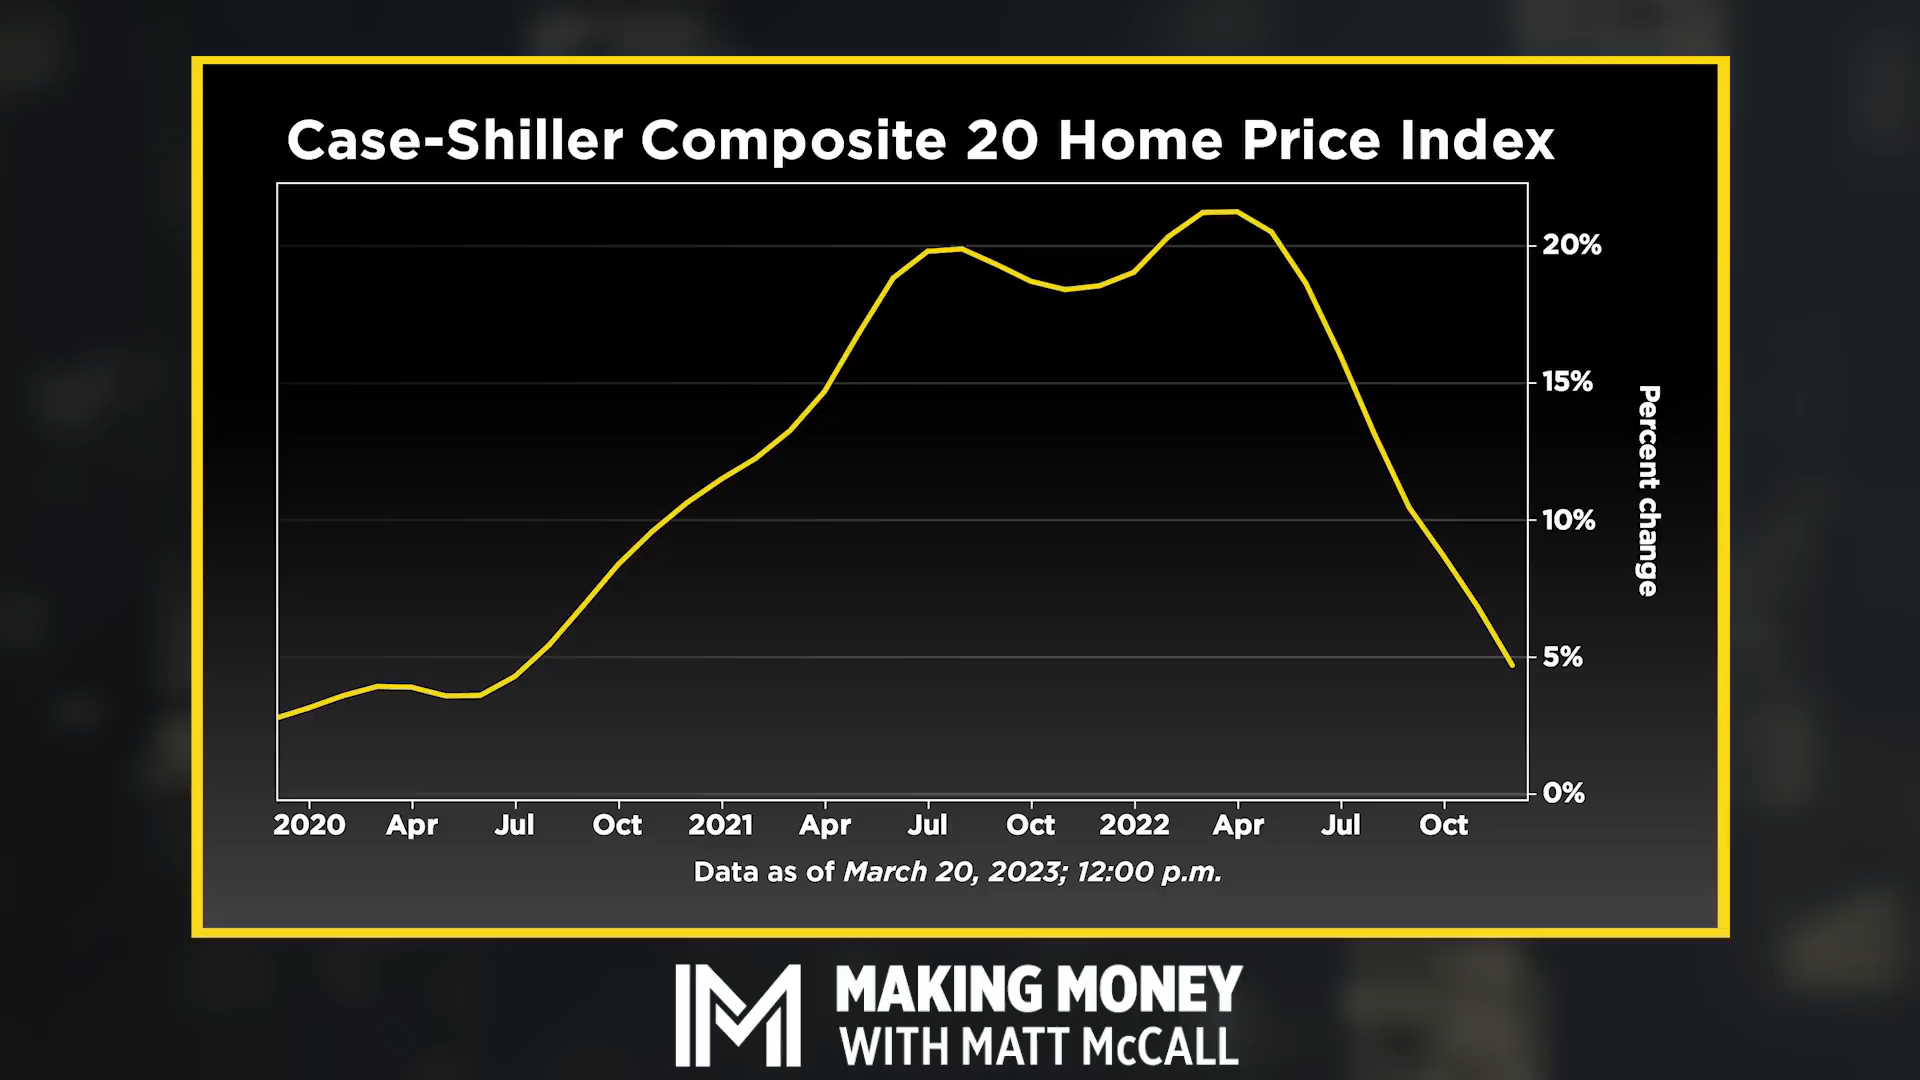 Case-Shiller Composite 20 Home Price Index
20%
15%
10%
5%
0%
Percent change
2020 Apr Jul Oct 2021 Apr Jul Oct 2022 Apr Jul Oct
Data as of March 20, 2023; 12:00 p.m.
MAKING MONEY
WITH MATT McCALL